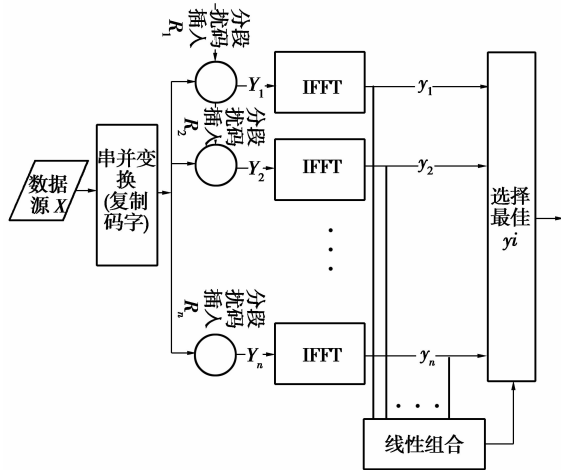 分段
扰码
插入
R1
Y1
IFFT
y1
分段
扰码
插入
R2
Y2
IFFT
y2
数据
源 X
串并变
换
(复制
码字)
选择
最佳
yi
分段
扰码
插入
Rn
Yn
IFFT
yn
线性组合